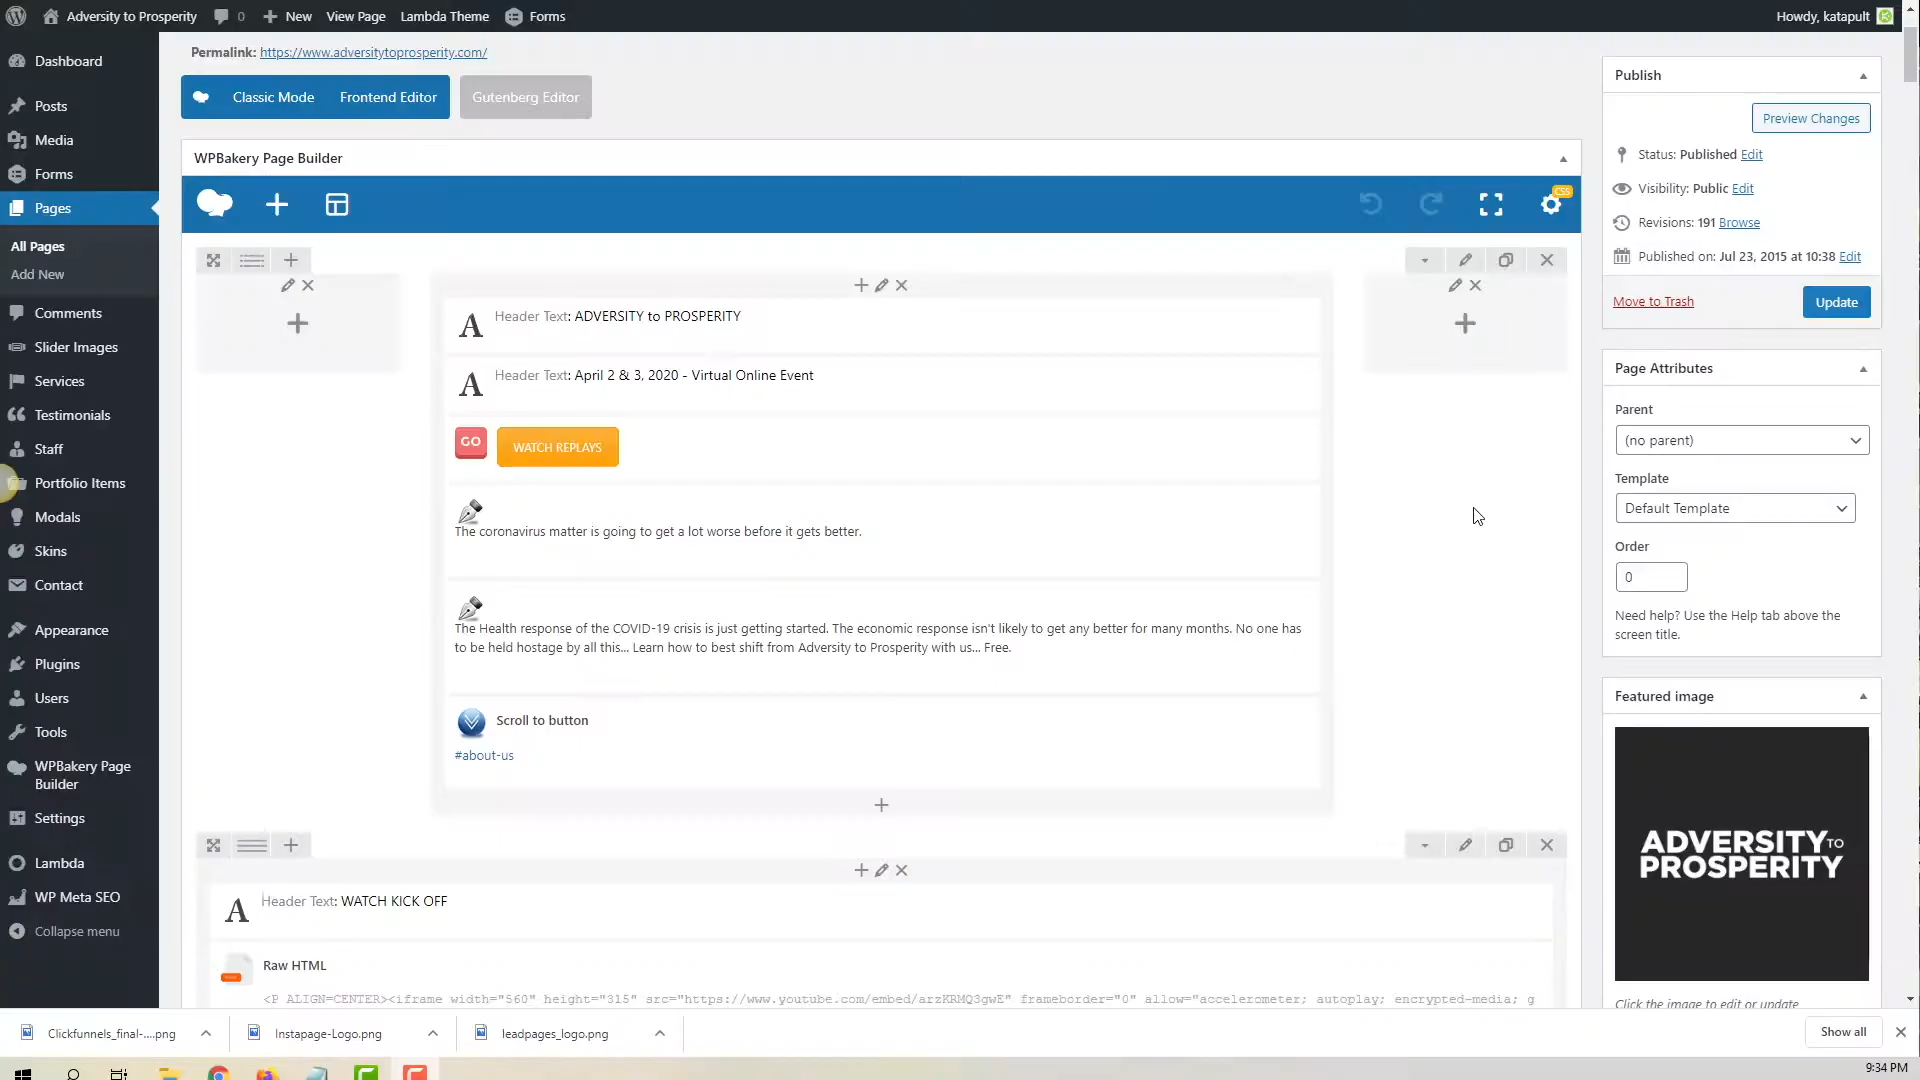 Adversity to Prosperity
0
New
View Page
Lambda Theme
Forms
Howdy, katapult
Dashboard
Posts
Media
Forms
Pages
All Pages
Add New
Comments
Slider Images
Services
Testimonials
Staff
Portfolio Items
Modals
Skins
Contact
Appearance
Plugins
Users
Tools
WPBakery Page
Builder
Settings
Lambda
WP Meta SEO
Collapse menu
Permalink: https://www.adversitytoprosperity.com/
Classic Mode
Frontend Editor
Gutenberg Editor
WPBakery Page Builder
CSS
A
Header Text: ADVERSITY to PROSPERITY
A
Header Text: April 2 & 3, 2020 - Virtual Online Event
GO
WATCH REPLAYS
The coronavirus matter is going to get a lot worse before it gets better.
The Health response of the COVID-19 crisis is just getting started. The economic response isn't likely to get any better for many months. No one has
to be held hostage by all this... Learn how to best shift from Adversity to Prosperity with us... Free.
Scroll to button
#about-us
A
Header Text: WATCH KICK OFF
Raw HTML
<P ALIGN=CENTER><iframe width="560" height="315" src="https://www.youtube.com/embed/arzKRMQ3gwE" frameborder="0" allow="accelerometer; autoplay; encrypted-media; g
Publish
Preview Changes
Status: Published Edit
Visibility: Public Edit
Revisions: 191 Browse
Published on: Jul 23, 2015 at 10:38 Edit
Move to Trash
Update
Page Attributes
Parent
(no parent)
Template
Default Template
Order
0
Need help? Use the Help tab above the
screen title.
Featured image
ADVERSITY TO
PROSPERITY
Click the image to edit or update
Clickfunnels_final-....png
Instapage-Logo.png
leadpages_logo.png
Show all
9:34 PM